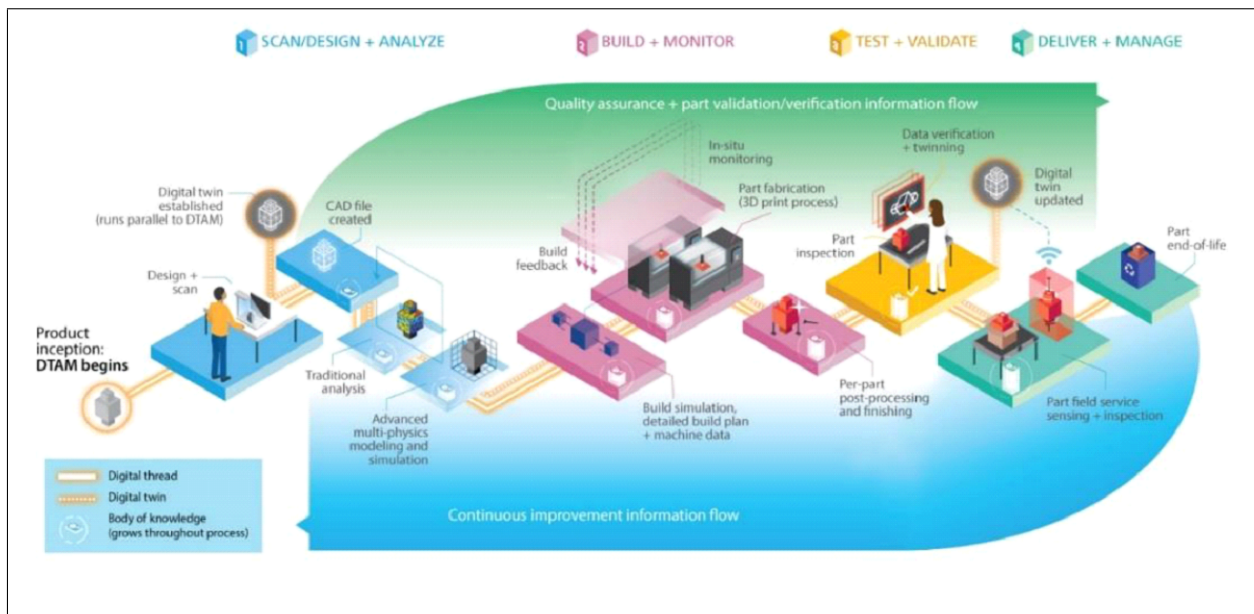 1 SCAN/DESIGN + ANALYZE
2 BUILD + MONITOR
3 TEST + VALIDATE
4 DELIVER + MANAGE
Quality assurance + part validation/verification information flow
Digital twin
established
(runs parallel to DTAM)
CAD file
created
Design +
scan
Product
inception:
DTAM begins
Traditional
analysis
Advanced
multi-physics
modeling and
simulation
In-situ
monitoring
Build
feedback
Part fabrication
(3D print process)
Build simulation,
detailed build plan
+ machine data
Per-part
post-processing
and finishing
Data verification
+ twinning
Part
inspection
Digital
twin
updated
Part
end-of-life
Part field service
sensing + inspection
Digital thread
Digital twin
Body of knowledge
(grows throughout process)
Continuous improvement information flow